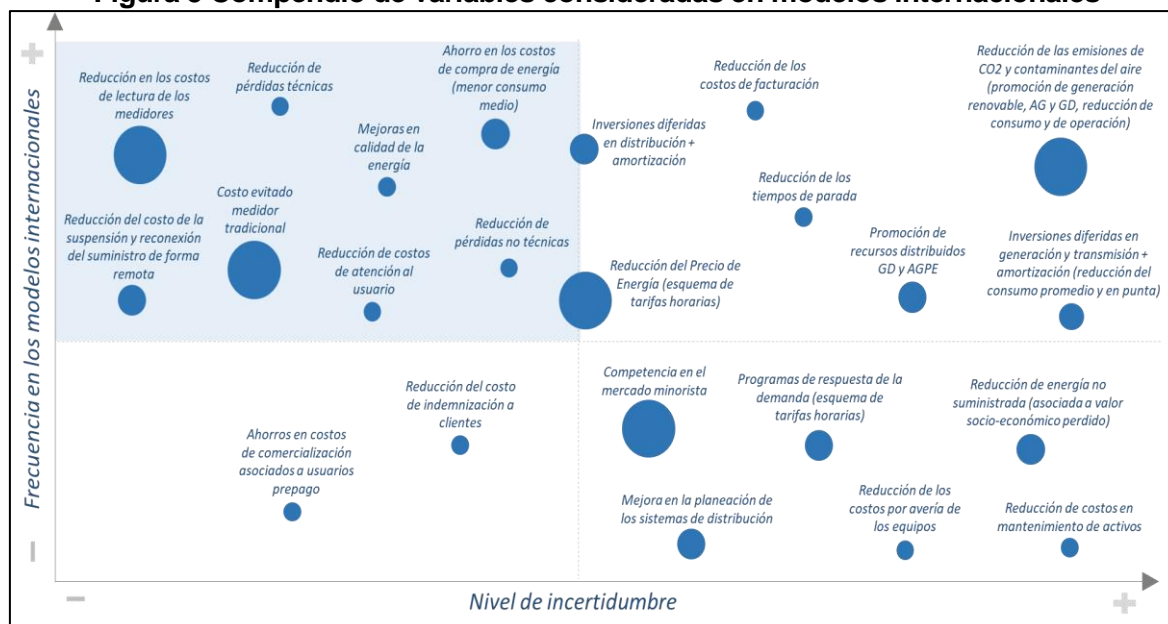 Figura 3 Compendio de variables consideradas en modelos internacionales
Frecuencia en los modelos internacionales
+
Reducción en los costos
de lectura de los
medidores
Reducción de
pérdidas técnicas
Ahorro en los costos
de compra de energía
(menor consumo
medio)
Mejoras en
calidad de la
energía
Inversiones diferidas
en distribución +
amortización
Reducción de los
costos de facturación
Reducción de las emisiones de
CO2 y contaminantes del aire
(promoción de generación
renovable, AG y GD, reducción de
consumo y de operación)
Reducción de los
tiempos de parada
Reducción del costo de la
suspensión y reconexión
del suministro de forma
remota
Costo evitado
medidor
tradicional
Reducción de costos
de atención al
usuario
Reducción de
pérdidas no técnicas
Reducción del Precio de
Energía (esquema de
tarifas horarias)
Promoción de
recursos distribuidos
GD y AGPE
Inversiones diferidas en
generación y transmisión +
amortización (reducción del
consumo promedio y en punta)
Reducción del costo
de indemnización a
clientes
Ahorros en costos
de comercialización
asociados a usuarios
prepago
Competencia en el
mercado minorista
Programas de respuesta de la
demanda (esquema de
tarifas horarias)
Reducción de energía no
suministrada (asociada a valor
socio-económico perdido)
Mejora en la planeación de
los sistemas de distribución
Reducción de los
costos por avería de
los equipos
Reducción de costos en
mantenimiento de activos
−
−
Nivel de incertidumbre
+